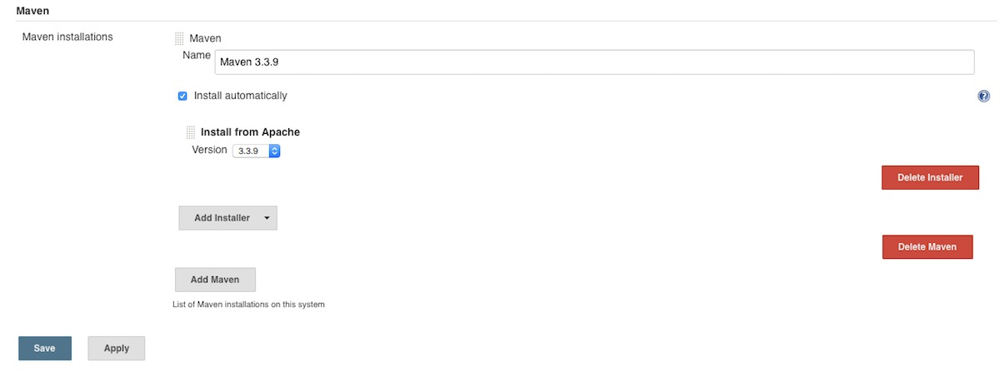 Maven
Maven installations
Maven
Name
Maven 3.3.9
Install automatically
?
Install from Apache
Version 3.3.9
Delete Installer
Add Installer
Delete Maven
Add Maven
List of Maven installations on this system
Save Apply